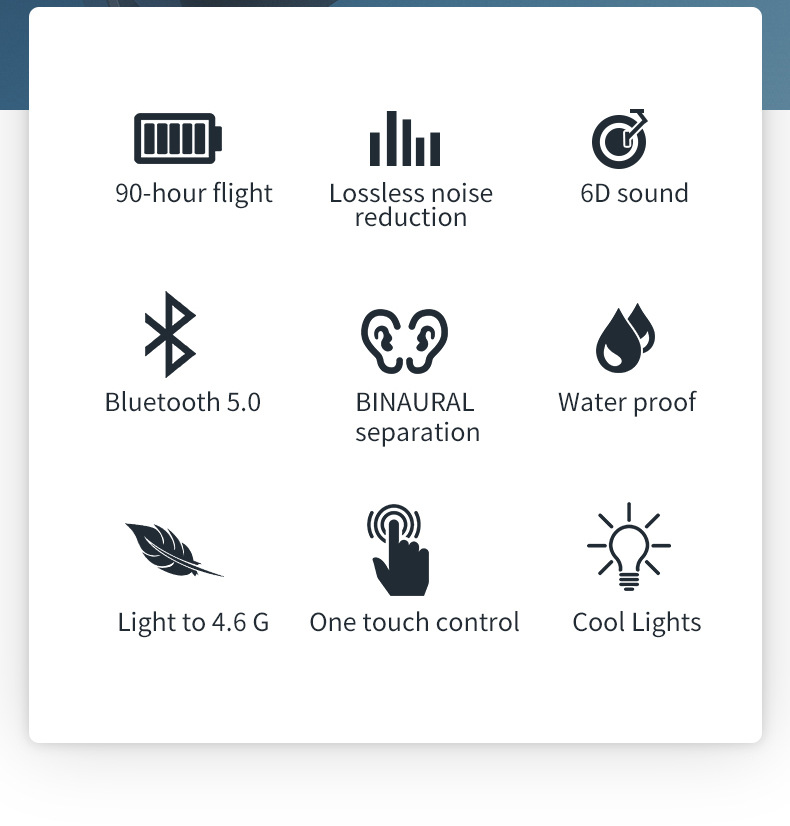 90-hour flight
Lossless noise
reduction
6D sound
Bluetooth 5.0
BINAURAL
separation
Water proof
Light to 4.6 G
One touch control
Cool Lights